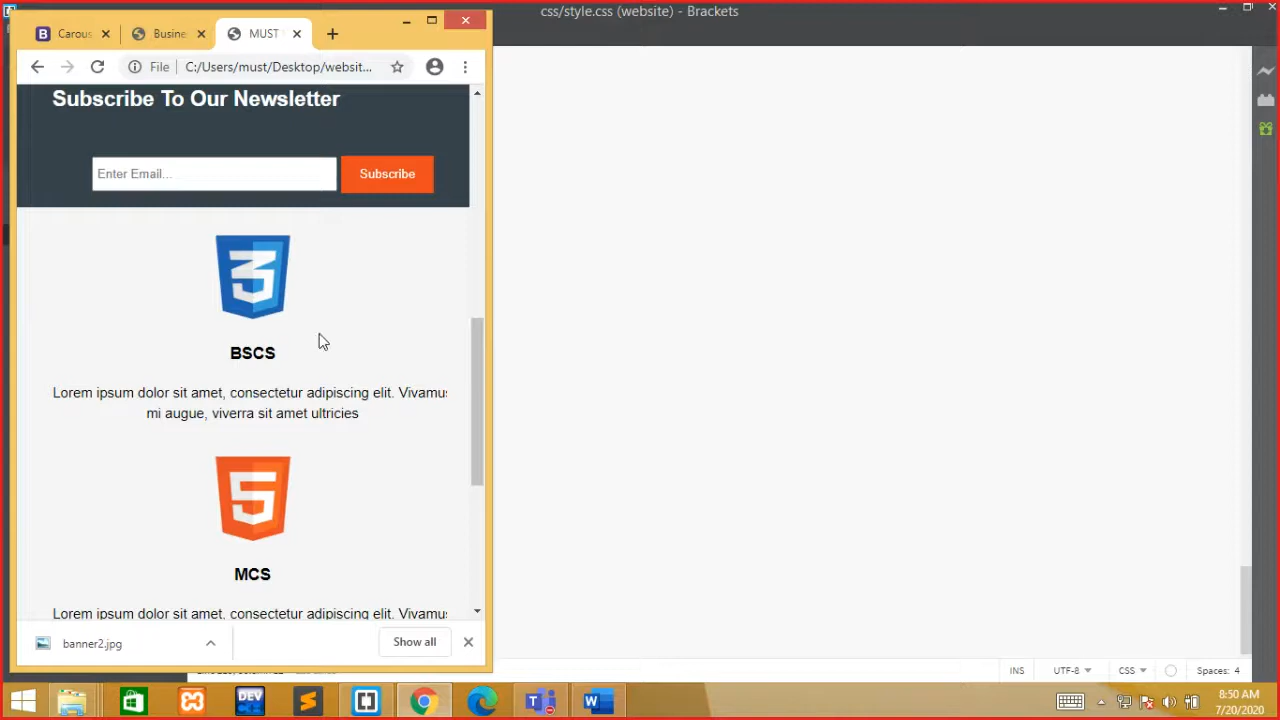 css/style.css (website) - Brackets
Carous
Busine
MUST
File
C:/Users/must/Desktop/websit...
Subscribe To Our Newsletter
Enter Email...
Subscribe
BSCS
Lorem ipsum dolor sit amet, consectetur adipiscing elit. Vivamus
mi augue, viverra sit amet ultricies
MCS
Lorem ipsum dolor sit amet, consectetur adipiscing elit. Vivamus
banner2.jpg
Show all
INS
UTF-8
CSS
Spaces: 4
DEV
8:50 AM
7/20/2020